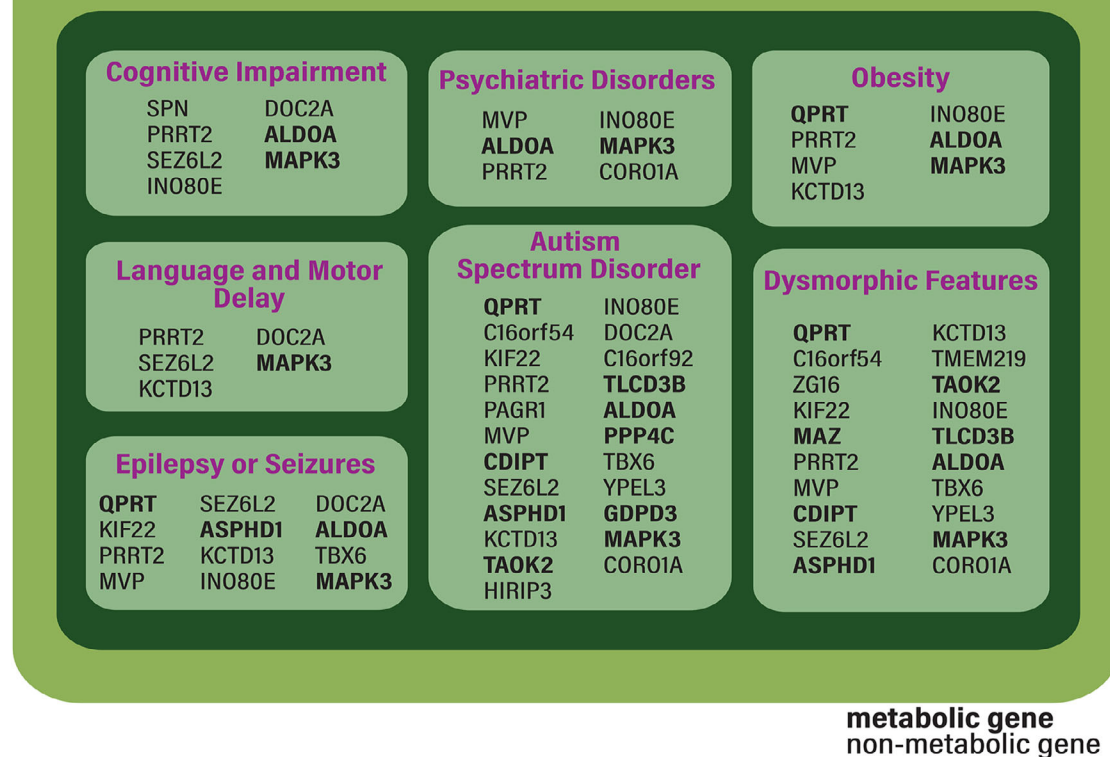 Cognitive Impairment
SPN DOC2A
PRRT2 ALDOA
SEZ6L2 MAPK3
INO80E
Psychiatric Disorders
MVP INO80E
ALDOA MAPK3
PRRT2 CORO1A
Obesity
QPRT INO80E
PRRT2 ALDOA
MVP MAPK3
KCTD13
Language and Motor
Delay
PRRT2 DOC2A
SEZ6L2 MAPK3
KCTD13
Autism
Spectrum Disorder
QPRT INO80E
C16orf54 DOC2A
KIF22 C16orf92
PRRT2 TLCD3B
PAGR1 ALDOA
MVP PPP4C
CDIPT TBX6
SEZ6L2 YPEL3
ASPHD1 GDPD3
KCTD13 MAPK3
TAOK2 CORO1A
HIRIP3
Dysmorphic Features
QPRT KCTD13
C16orf54 TMEM219
ZG16 TAOK2
KIF22 INO80E
MAZ TLCD3B
PRRT2 ALDOA
MVP TBX6
CDIPT YPEL3
SEZ6L2 MAPK3
ASPHD1 CORO1A
Epilepsy or Seizures
QPRT SEZ6L2 DOC2A
KIF22 ASPHD1 ALDOA
PRRT2 KCTD13 TBX6
MVP INO80E MAPK3
metabolic gene
non-metabolic gene